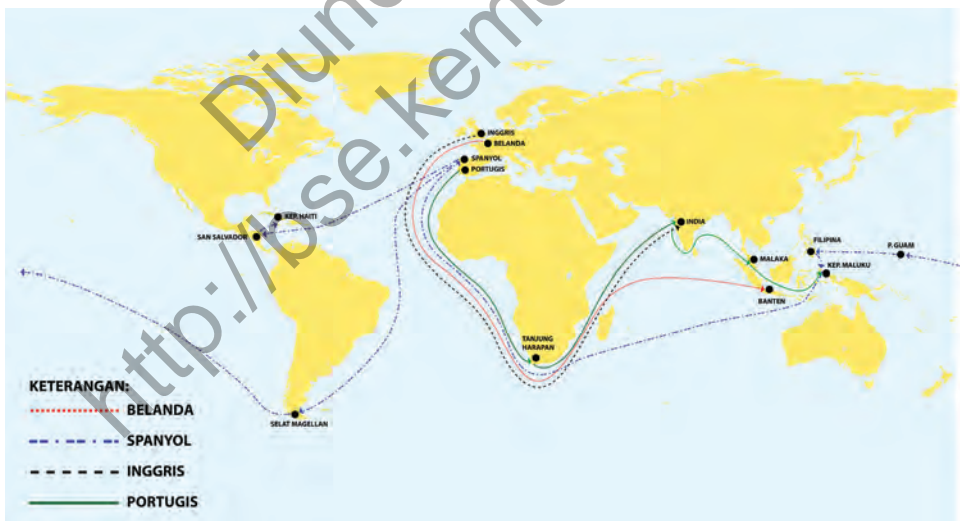 Diun
http://bse.kem
INGGRIS
BELANDA
SPANYOL
PORTUGIS
KEP. HAITI
SAN SALVADOR
INDIA
MALAKA
FILIPINA
P. GUAM
KEP. MALUKU
BANTEN
TANJUNG
HARAPAN
SELAT MAGELLAN
KETERANGAN:
BELANDA
SPANYOL
INGGRIS
PORTUGIS